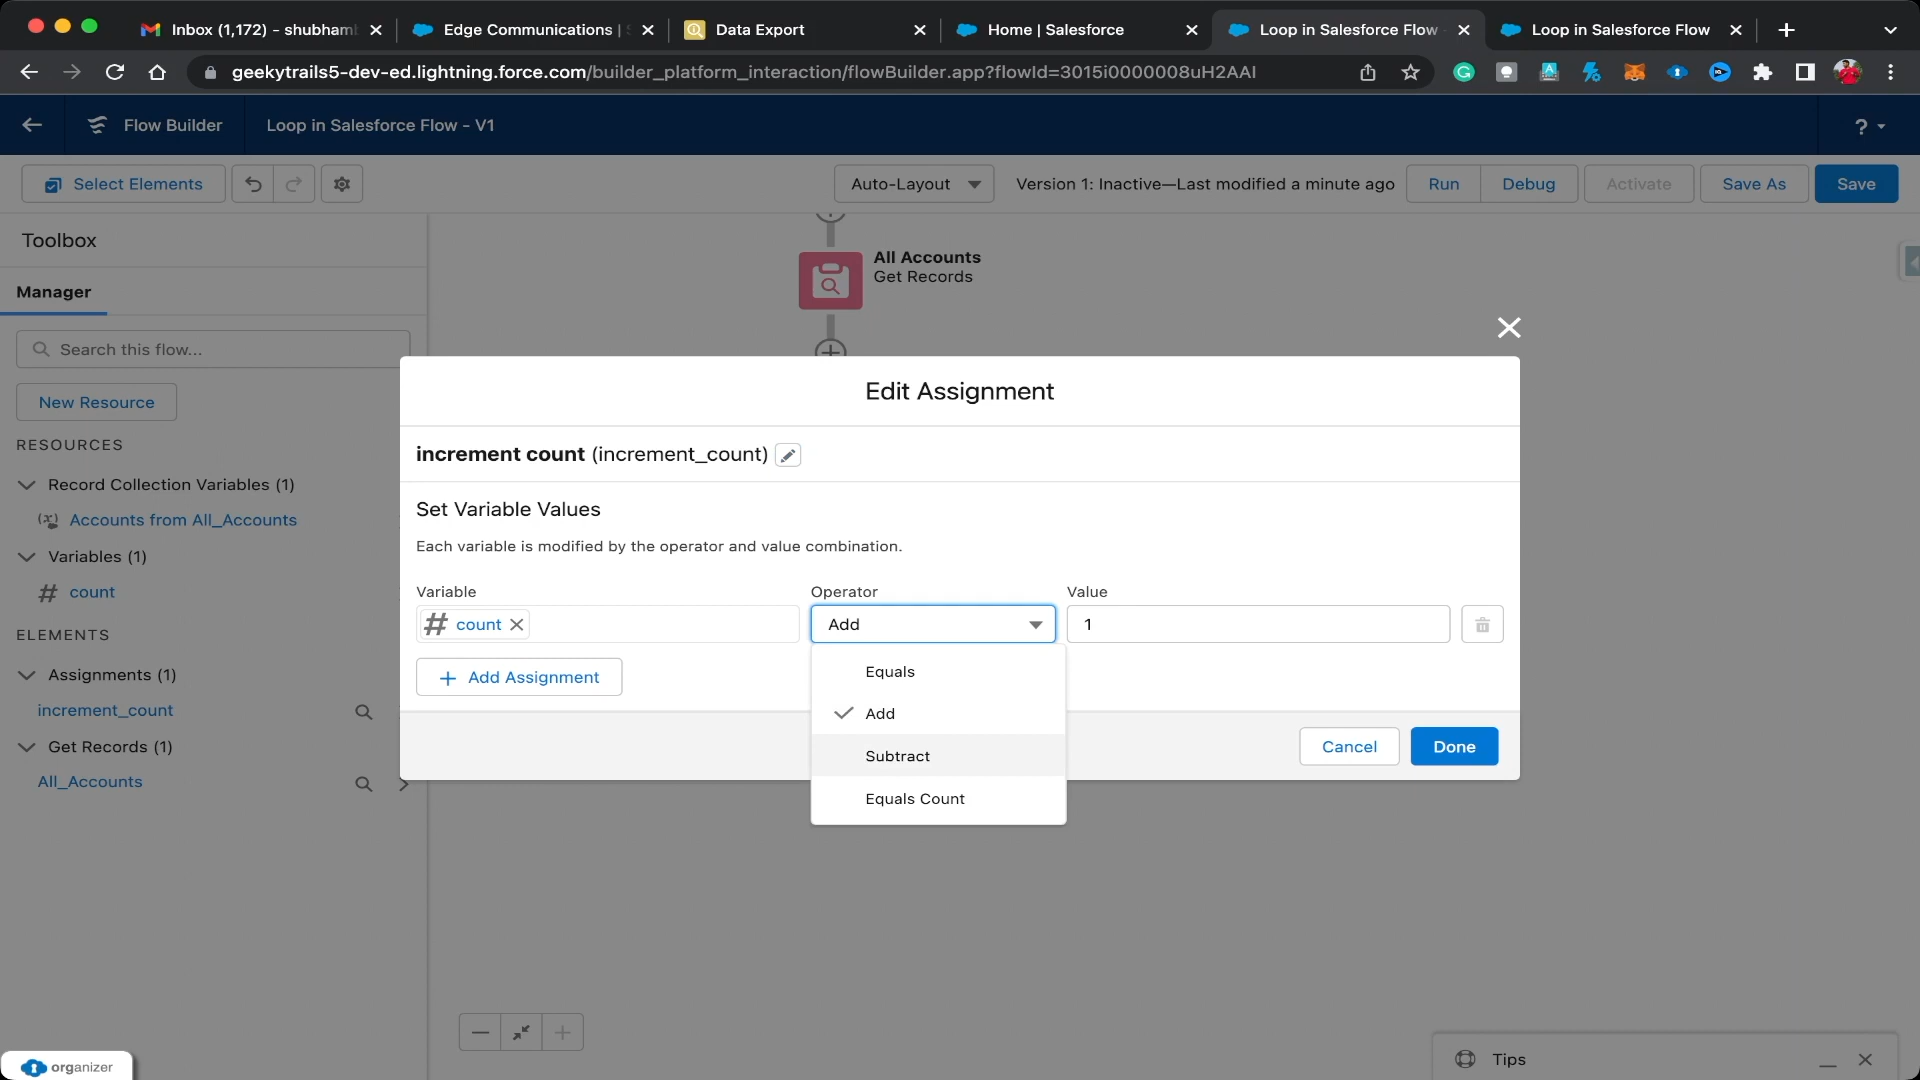 Inbox (1,172) - shubham
Edge Communications |
Data Export
Home | Salesforce
Loop in Salesforce Flow
Loop in Salesforce Flow
geekytrails5-dev-ed.lightning.force.com/builder_platform_interaction/flowBuilder.app?flowId=3015i0000008uH2AAI
Flow Builder
Loop in Salesforce Flow - V1
?
Select Elements
Auto-Layout
Version 1: Inactive—Last modified a minute ago
Run
Debug
Activate
Save As
Save
Toolbox
Manager
Search this flow...
New Resource
RESOURCES
Record Collection Variables (1)
Accounts from All_Accounts
Variables (1)
count
ELEMENTS
Assignments (1)
increment_count
Get Records (1)
All_Accounts
All Accounts
Get Records
Edit Assignment
increment count (increment_count)
Set Variable Values
Each variable is modified by the operator and value combination.
Variable
Operator
Value
count
Add
1
Equals
Add
Subtract
Equals Count
+ Add Assignment
Cancel
Done
Tips
organizer